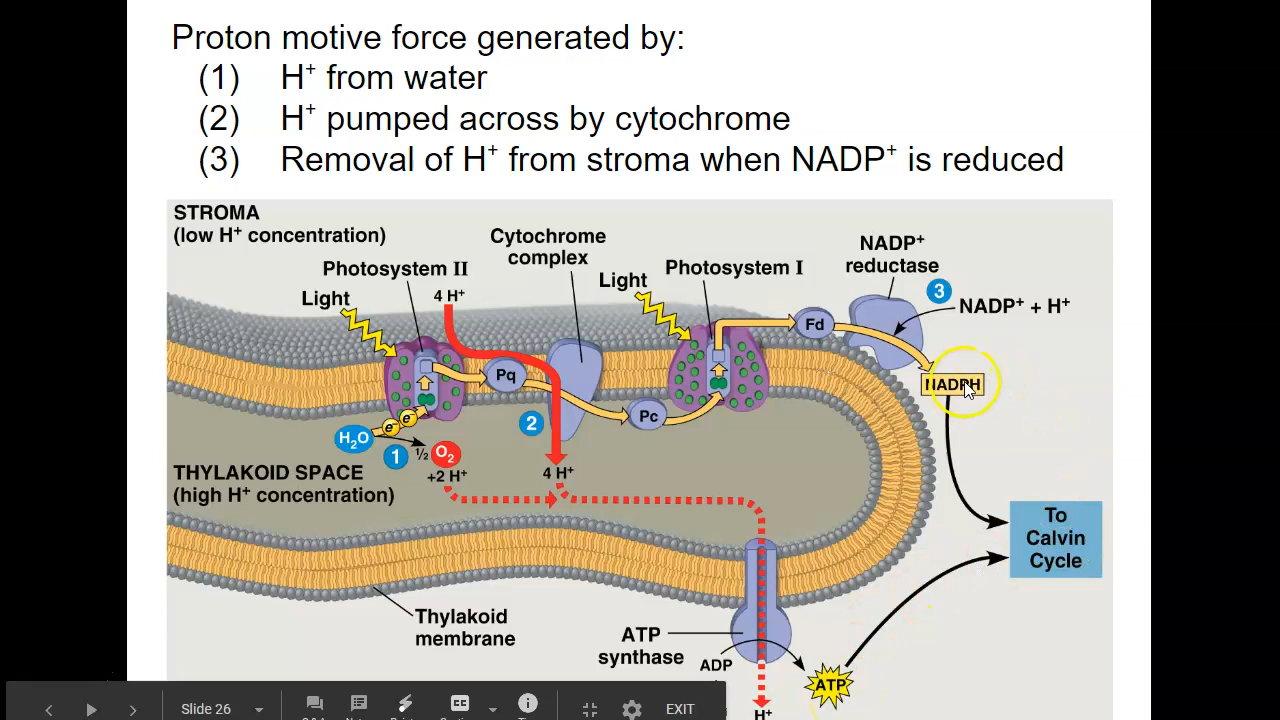 Proton motive force generated by:
(1) H⁺ from water
(2) H⁺ pumped across by cytochrome
(3) Removal of H⁺ from stroma when NADP⁺ is reduced
STROMA
(low H⁺ concentration)
Cytochrome
complex
NADP⁺
reductase
Photosystem II
Light
4 H⁺
Light
Photosystem I
3
NADP⁺ + H⁺
Fd
Pq
NADPH
Pc
2
H₂O
e⁻
e⁻
1
½
O₂
+2 H⁺
4 H⁺
THYLAKOID SPACE
(high H⁺ concentration)
To
Calvin
Cycle
Thylakoid
membrane
ATP
synthase
ADP
ATP
H⁺
Slide 26
CC
EXIT